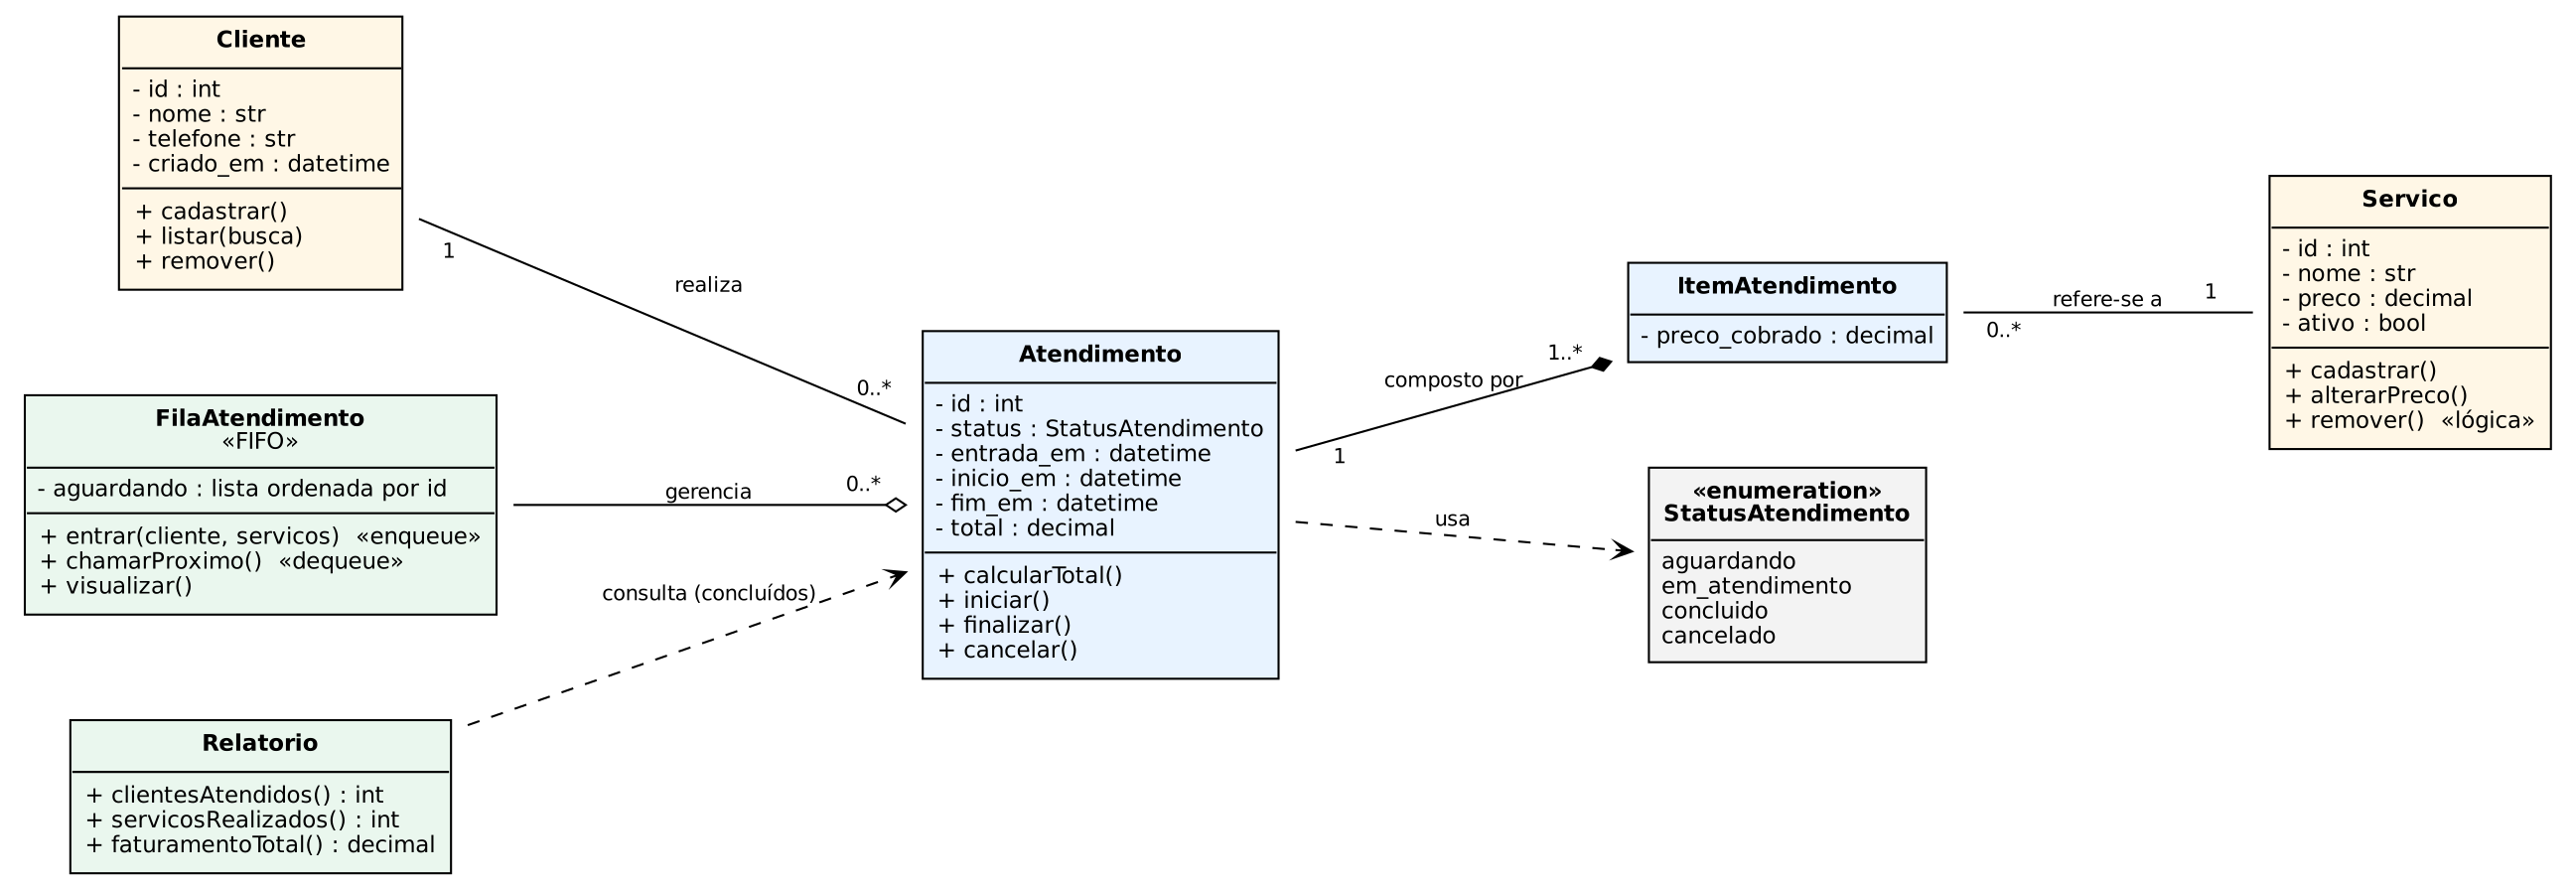 Cliente
- id : int
- nome : str
- telefone : str
- criado_em : datetime
+ cadastrar()
+ listar(busca)
+ remover()
1
realiza
0..*
FilaAtendimento
«FIFO»
- aguardando : lista ordenada por id
+ entrar(cliente, servicos)  «enqueue»
+ chamarProximo()  «dequeue»
+ visualizar()
gerencia
0..*
Relatorio
+ clientesAtendidos() : int
+ servicosRealizados() : int
+ faturamentoTotal() : decimal
consulta (concluídos)
Atendimento
- id : int
- status : StatusAtendimento
- entrada_em : datetime
- inicio_em : datetime
- fim_em : datetime
- total : decimal
+ calcularTotal()
+ iniciar()
+ finalizar()
+ cancelar()
1
composto por
1..*
usa
ItemAtendimento
- preco_cobrado : decimal
«enumeration»
StatusAtendimento
aguardando
em_atendimento
concluido
cancelado
0..*
refere-se a
1
Servico
- id : int
- nome : str
- preco : decimal
- ativo : bool
+ cadastrar()
+ alterarPreco()
+ remover()  «lógica»